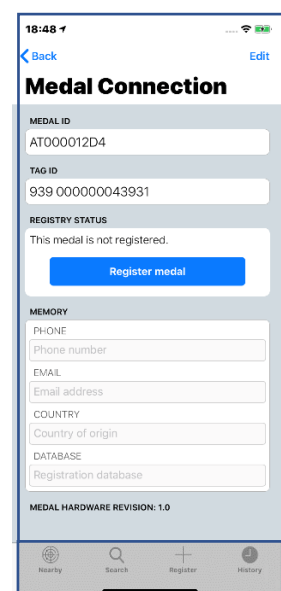 18:48
Back
Edit
Medal Connection
MEDAL ID
AT000012D4
TAG ID
939 000000043931
REGISTRY STATUS
This medal is not registered.
Register medal
MEMORY
PHONE
Phone number
EMAIL
Email address
COUNTRY
Country of origin
DATABASE
Registration database
MEDAL HARDWARE REVISION: 1.0
Nearby
Search
Register
History